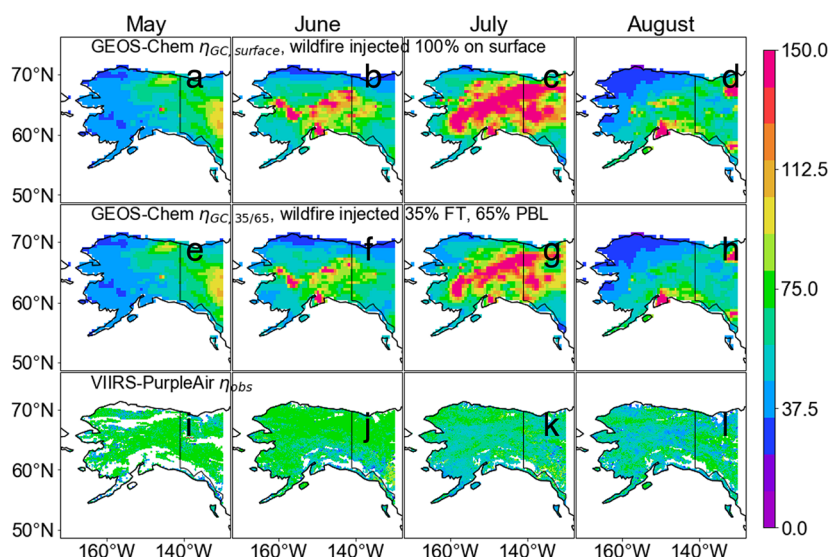 May June July August
GEOS-Chem ηGC,surface, wildfire injected 100% on surface
70°N a b c d 150.0
60°N
50°N 112.5
GEOS-Chem ηGC,35/65, wildfire injected 35% FT, 65% PBL
70°N e f g h
60°N 75.0
50°N
VIIRS-PurpleAir ηobs
70°N i j k l 37.5
60°N
50°N 0.0
160°W 140°W 160°W 140°W 160°W 140°W 160°W 140°W